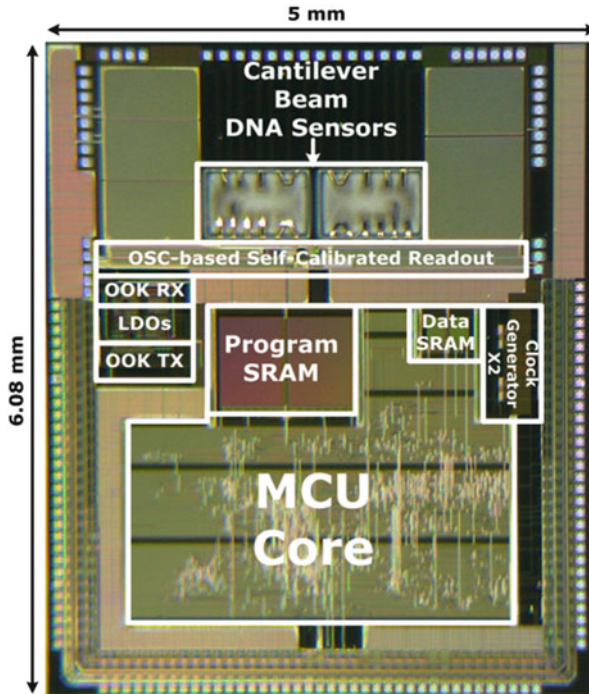 5 mm
Cantilever
Beam
DNA Sensors
OSC-based Self-Calibrated Readout
OOK RX
LDOs
OOK TX
Program
SRAM
Data
SRAM
Clock
Generator
X2
6.08 mm
MCU
Core